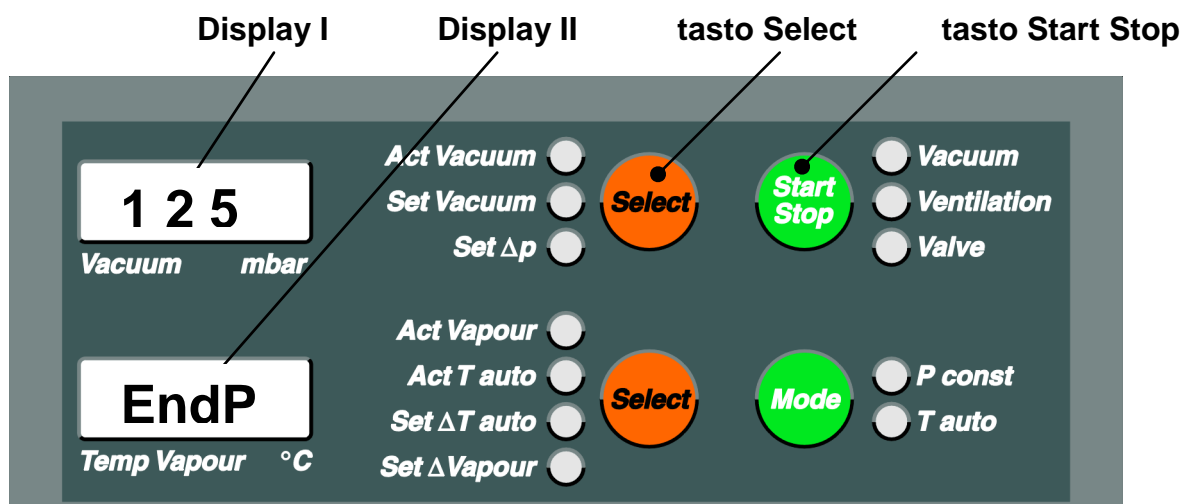 Display I Display II tasto Select tasto Start Stop
1 2 5
Vacuum mbar
Act Vacuum
Set Vacuum
Set Δp
Select
Start
Stop
Vacuum
Ventilation
Valve
EndP
Temp Vapour °C
Act Vapour
Act T auto
Set ΔT auto
Set ΔVapour
Select
Mode
P const
T auto